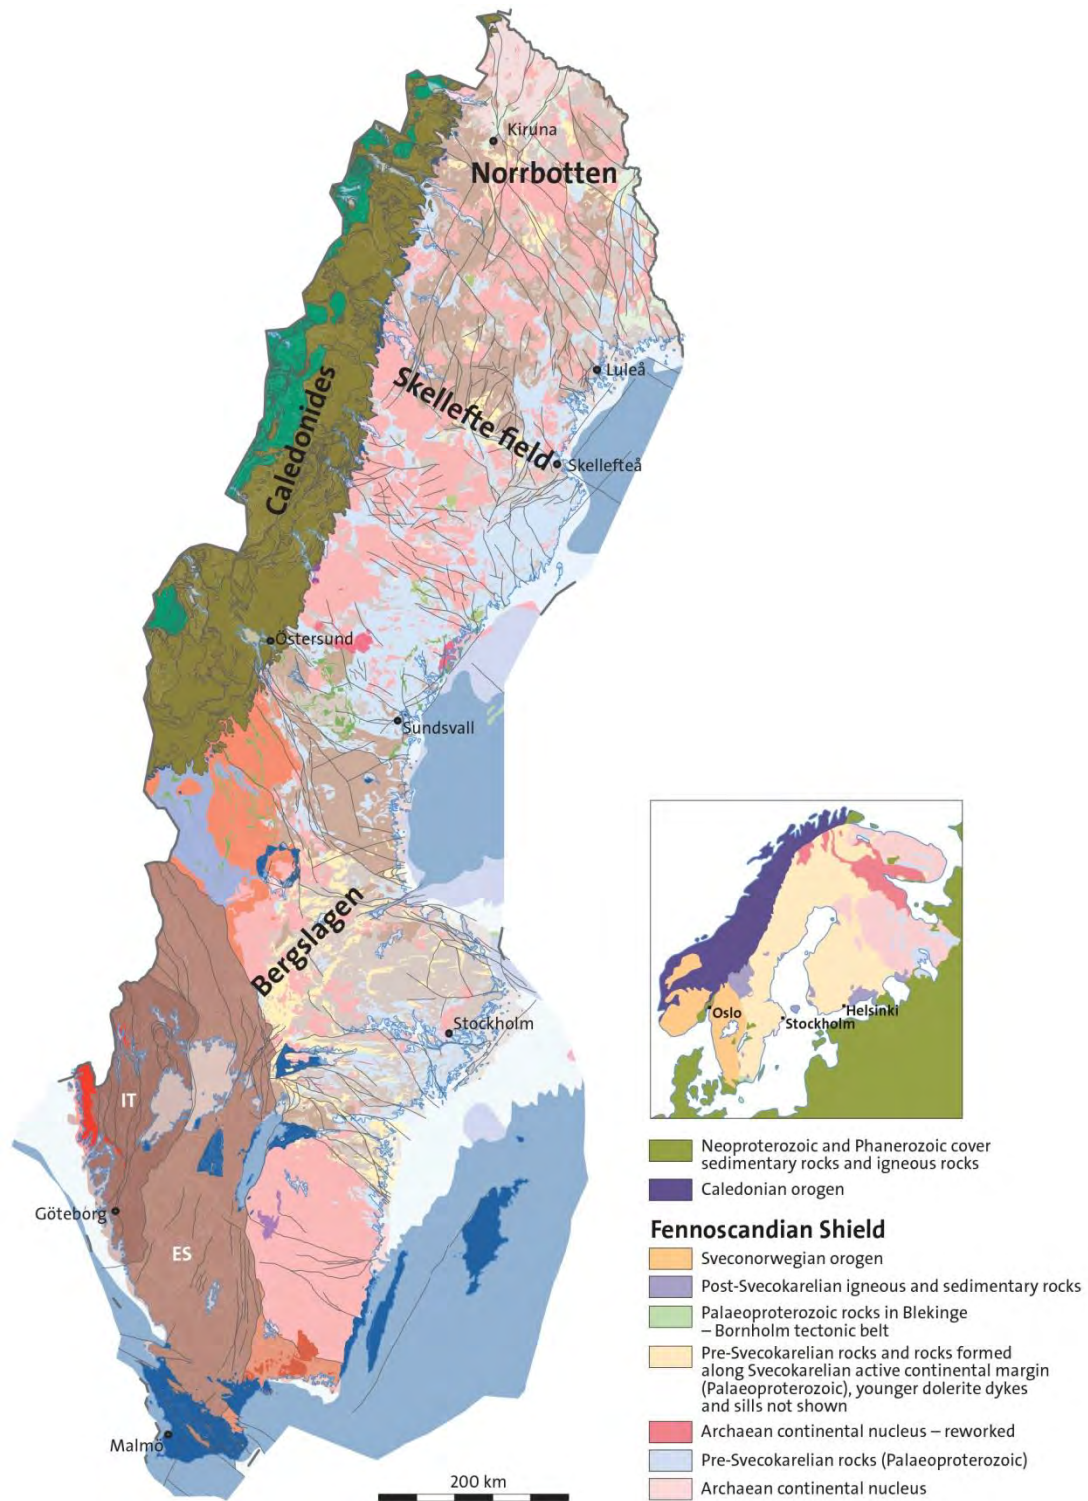 Kiruna
Norrbotten
Luleå
Skellefte field
Skellefteå
Caledonides
Östersund
Sundsvall
Bergslagen
Stockholm
IT
Göteborg
ES
Malmö
200 km
Oslo
Stockholm
Helsinki
Neoproterozoic and Phanerozoic cover
sedimentary rocks and igneous rocks
Caledonian orogen
Fennoscandian Shield
Sveconorwegian orogen
Post-Svecokarelian igneous and sedimentary rocks
Palaeoproterozoic rocks in Blekinge
– Bornholm tectonic belt
Pre-Svecokarelian rocks and rocks formed
along Svecokarelian active continental margin
(Palaeoproterozoic), younger dolerite dykes
and sills not shown
Archaean continental nucleus – reworked
Pre-Svecokarelian rocks (Palaeoproterozoic)
Archaean continental nucleus